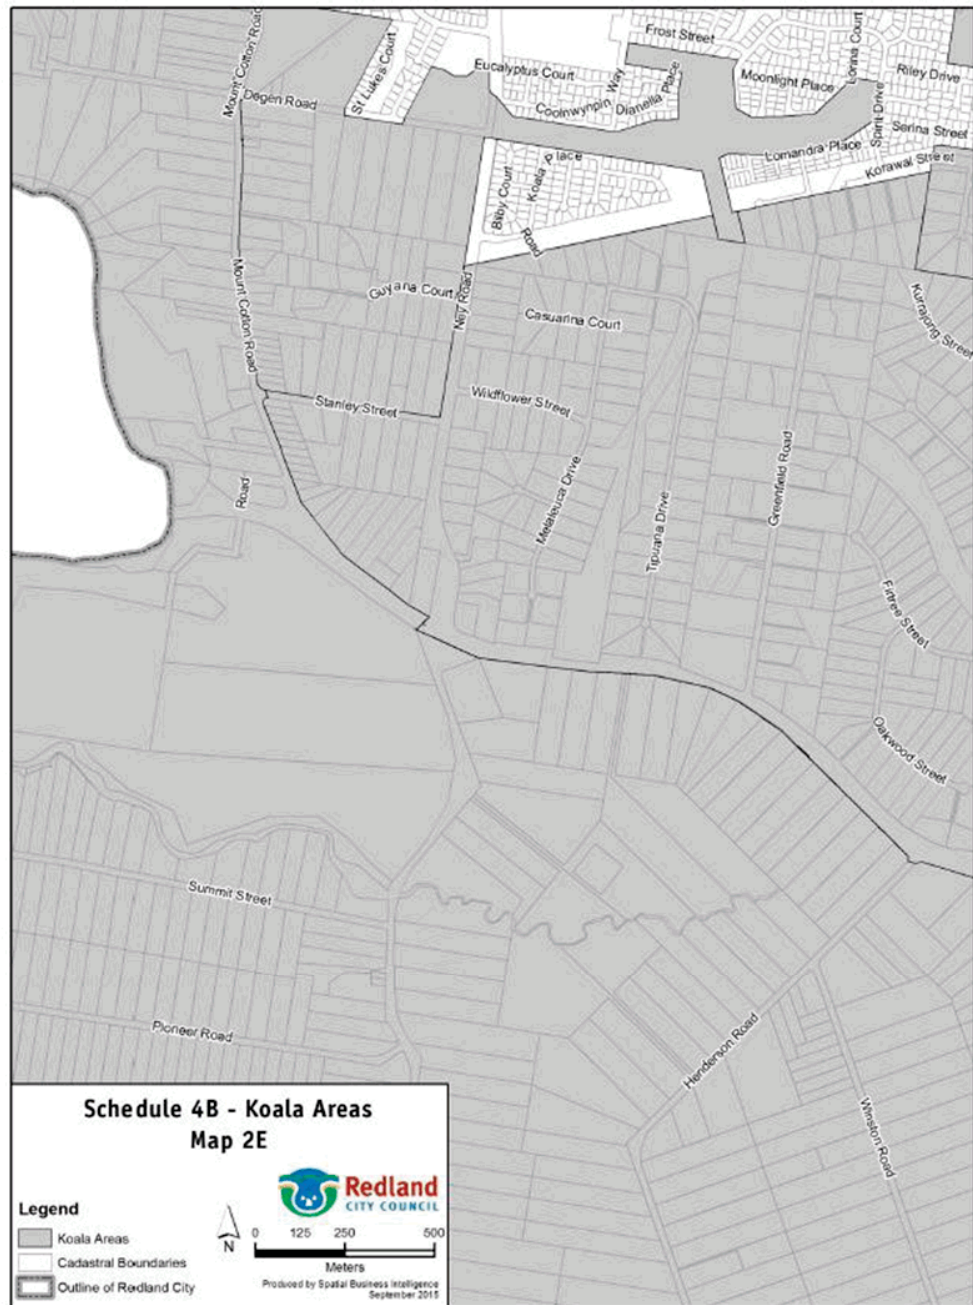 Mount Cotton Road
St Lukes Court
Frost Street
Lorina Court
Eucalyptus Court
Way
Moonlight Place
Riley Drive
Degen Road
Coolnwynpin
Dianella Place
Spirit Drive
Serina Street
Lomandra Place
Korawal Street
Bilby Court
Koala Place
Road
Mount Cotton Road
Guyana Court
Ney Road
Casuarina Court
Kurrajong Street
Stanley Street
Wildflower Street
Road
Melaleuca Drive
Tipuana Drive
Greenfield Road
Firtree Street
Oakwood Street
Summit Street
Pioneer Road
Henderson Road
Winston Road
Schedule 4B - Koala Areas
Map 2E
Redland
CITY COUNCIL
Legend
Koala Areas
Cadastral Boundaries
Outline of Redland City
N
0 125 250 500
Meters
Produced by Spatial Business Intelligence
September 2015